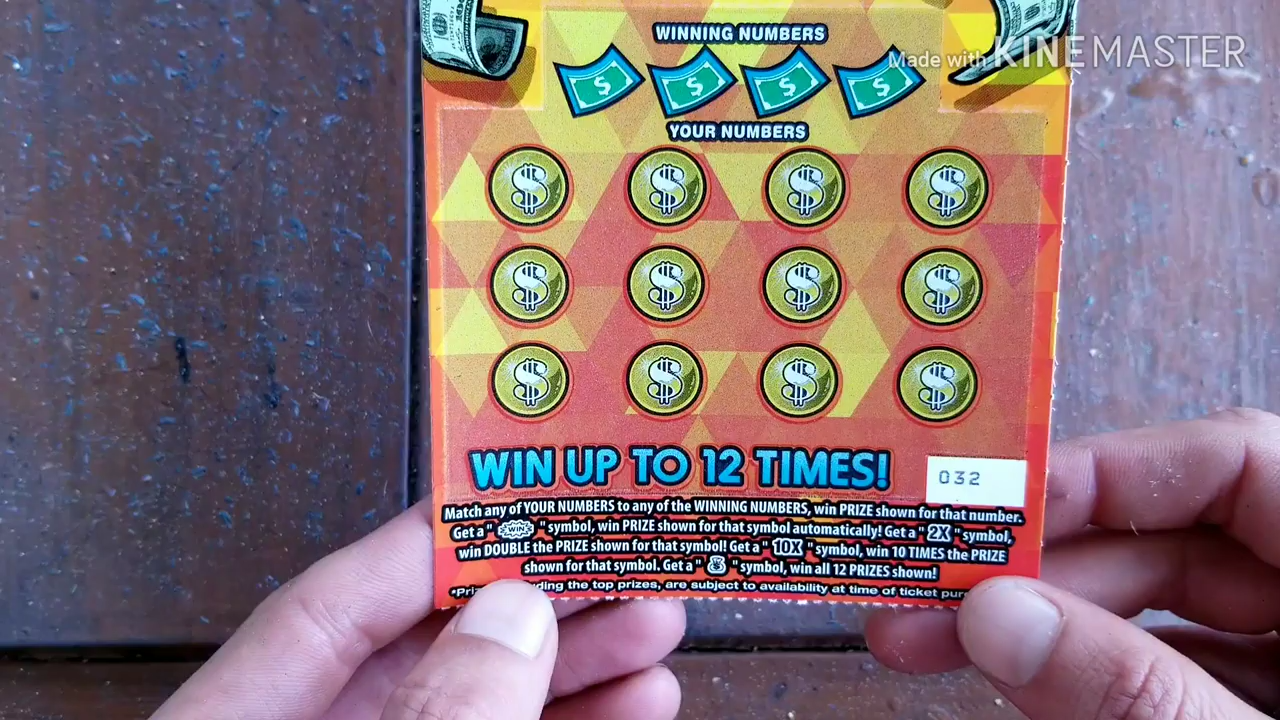 WINNING NUMBERS
Made with KINEMASTER
YOUR NUMBERS
WIN UP TO 12 TIMES!
032
Match any of YOUR NUMBERS to any of the WINNING NUMBERS, win PRIZE shown for that number.
Get a " WIN " symbol, win PRIZE shown for that symbol automatically! Get a " 2X " symbol,
win DOUBLE the PRIZE shown for that symbol! Get a " 10X " symbol, win 10 TIMES the PRIZE
shown for that symbol. Get a " " symbol, win all 12 PRIZES shown!
the top prizes, are subject to availability at time of ticket